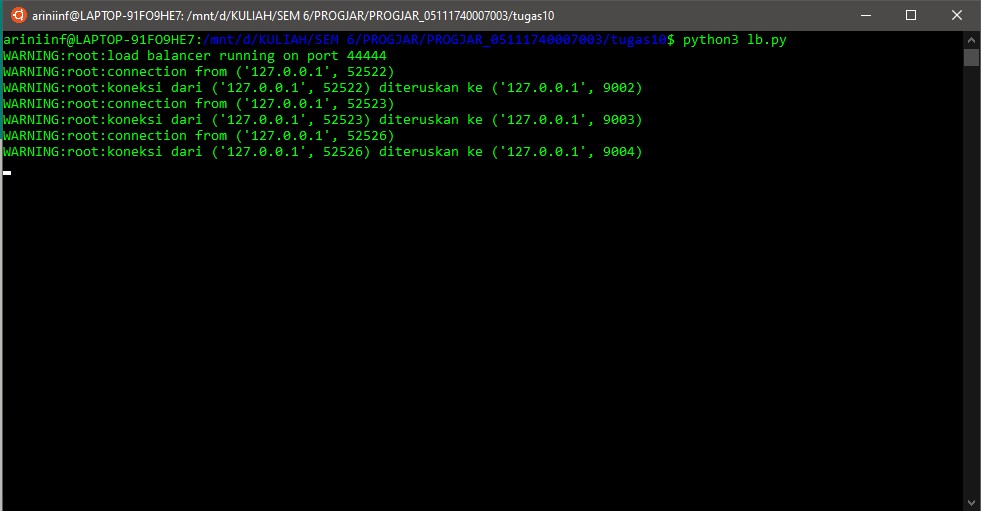 ariniinf@LAPTOP-91FO9HE7: /mnt/d/KULIAH/SEM 6/PROGJAR/PROGJAR_05111740007003/tugas10
ariniinf@LAPTOP-91FO9HE7:/mnt/d/KULIAH/SEM 6/PROGJAR/PROGJAR_05111740007003/tugas10$ python3 lb.py
WARNING:root:load balancer running on port 44444
WARNING:root:connection from ('127.0.0.1', 52522)
WARNING:root:koneksi dari ('127.0.0.1', 52522) diteruskan ke ('127.0.0.1', 9002)
WARNING:root:connection from ('127.0.0.1', 52523)
WARNING:root:koneksi dari ('127.0.0.1', 52523) diteruskan ke ('127.0.0.1', 9003)
WARNING:root:connection from ('127.0.0.1', 52526)
WARNING:root:koneksi dari ('127.0.0.1', 52526) diteruskan ke ('127.0.0.1', 9004)